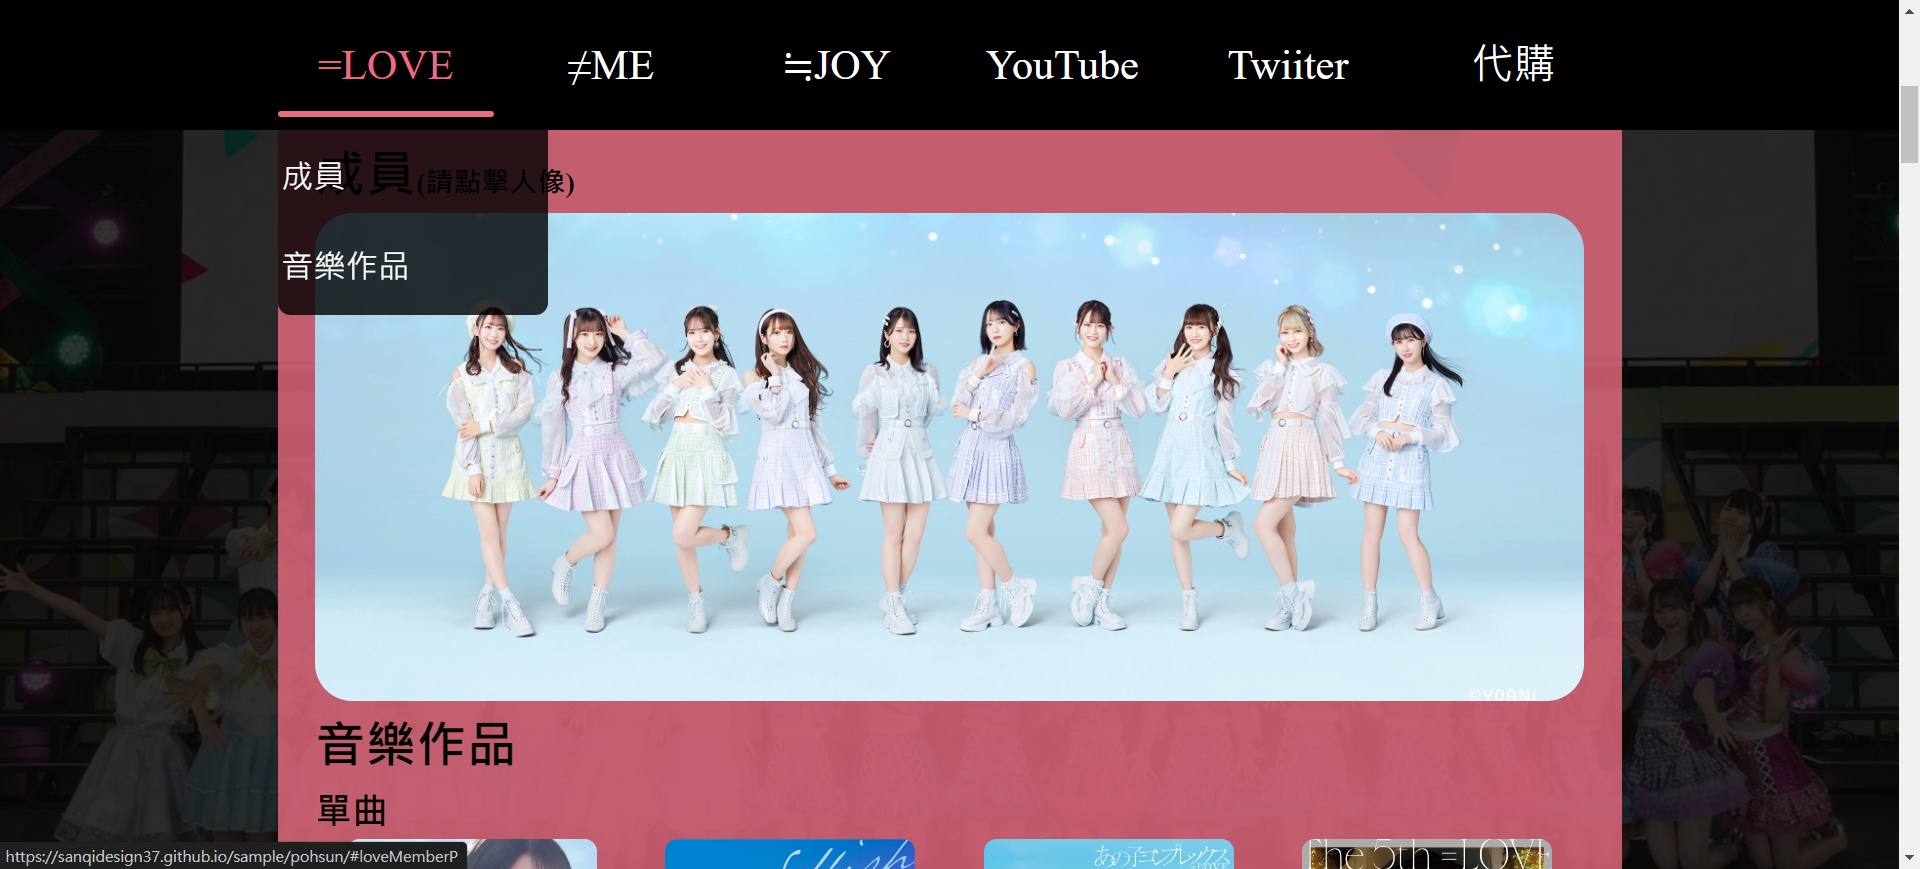 =LOVE ≠ME ≒JOY YouTube Twiiter 代購
成員
音樂作品
成員(請點擊人像)
©YOANI
音樂作品
單曲
あの子コンプレックス
=LOVE
The 5th =LOVE
https://sanqidesign37.github.io/sample/pohsun/#loveMemberP